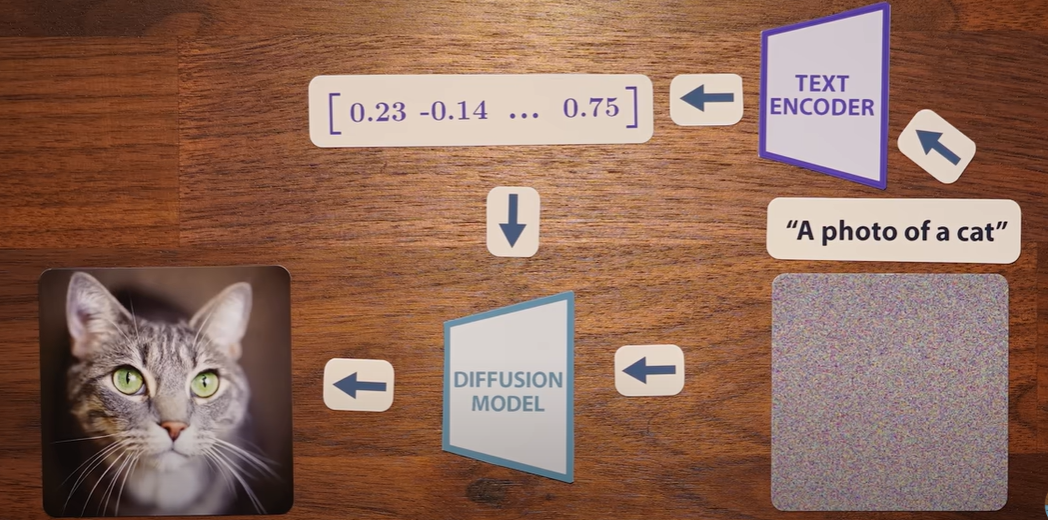 [0.23 -0.14 ... 0.75]
TEXT
ENCODER
“A photo of a cat”
DIFFUSION
MODEL